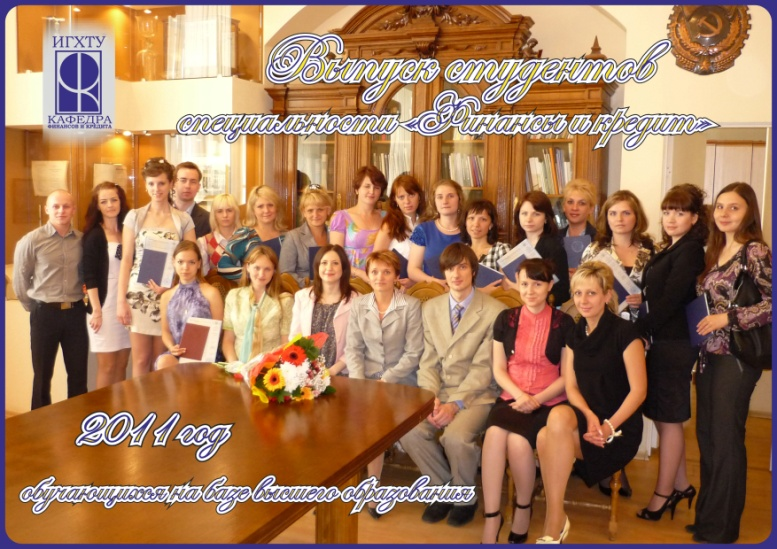 ИГХТУ
КАФЕДРА
ФИНАНСОВ И КРЕДИТА
Выпуск студентов
специальности «Финансы и кредит»
2011 год
обучающихся на базе высшего образования